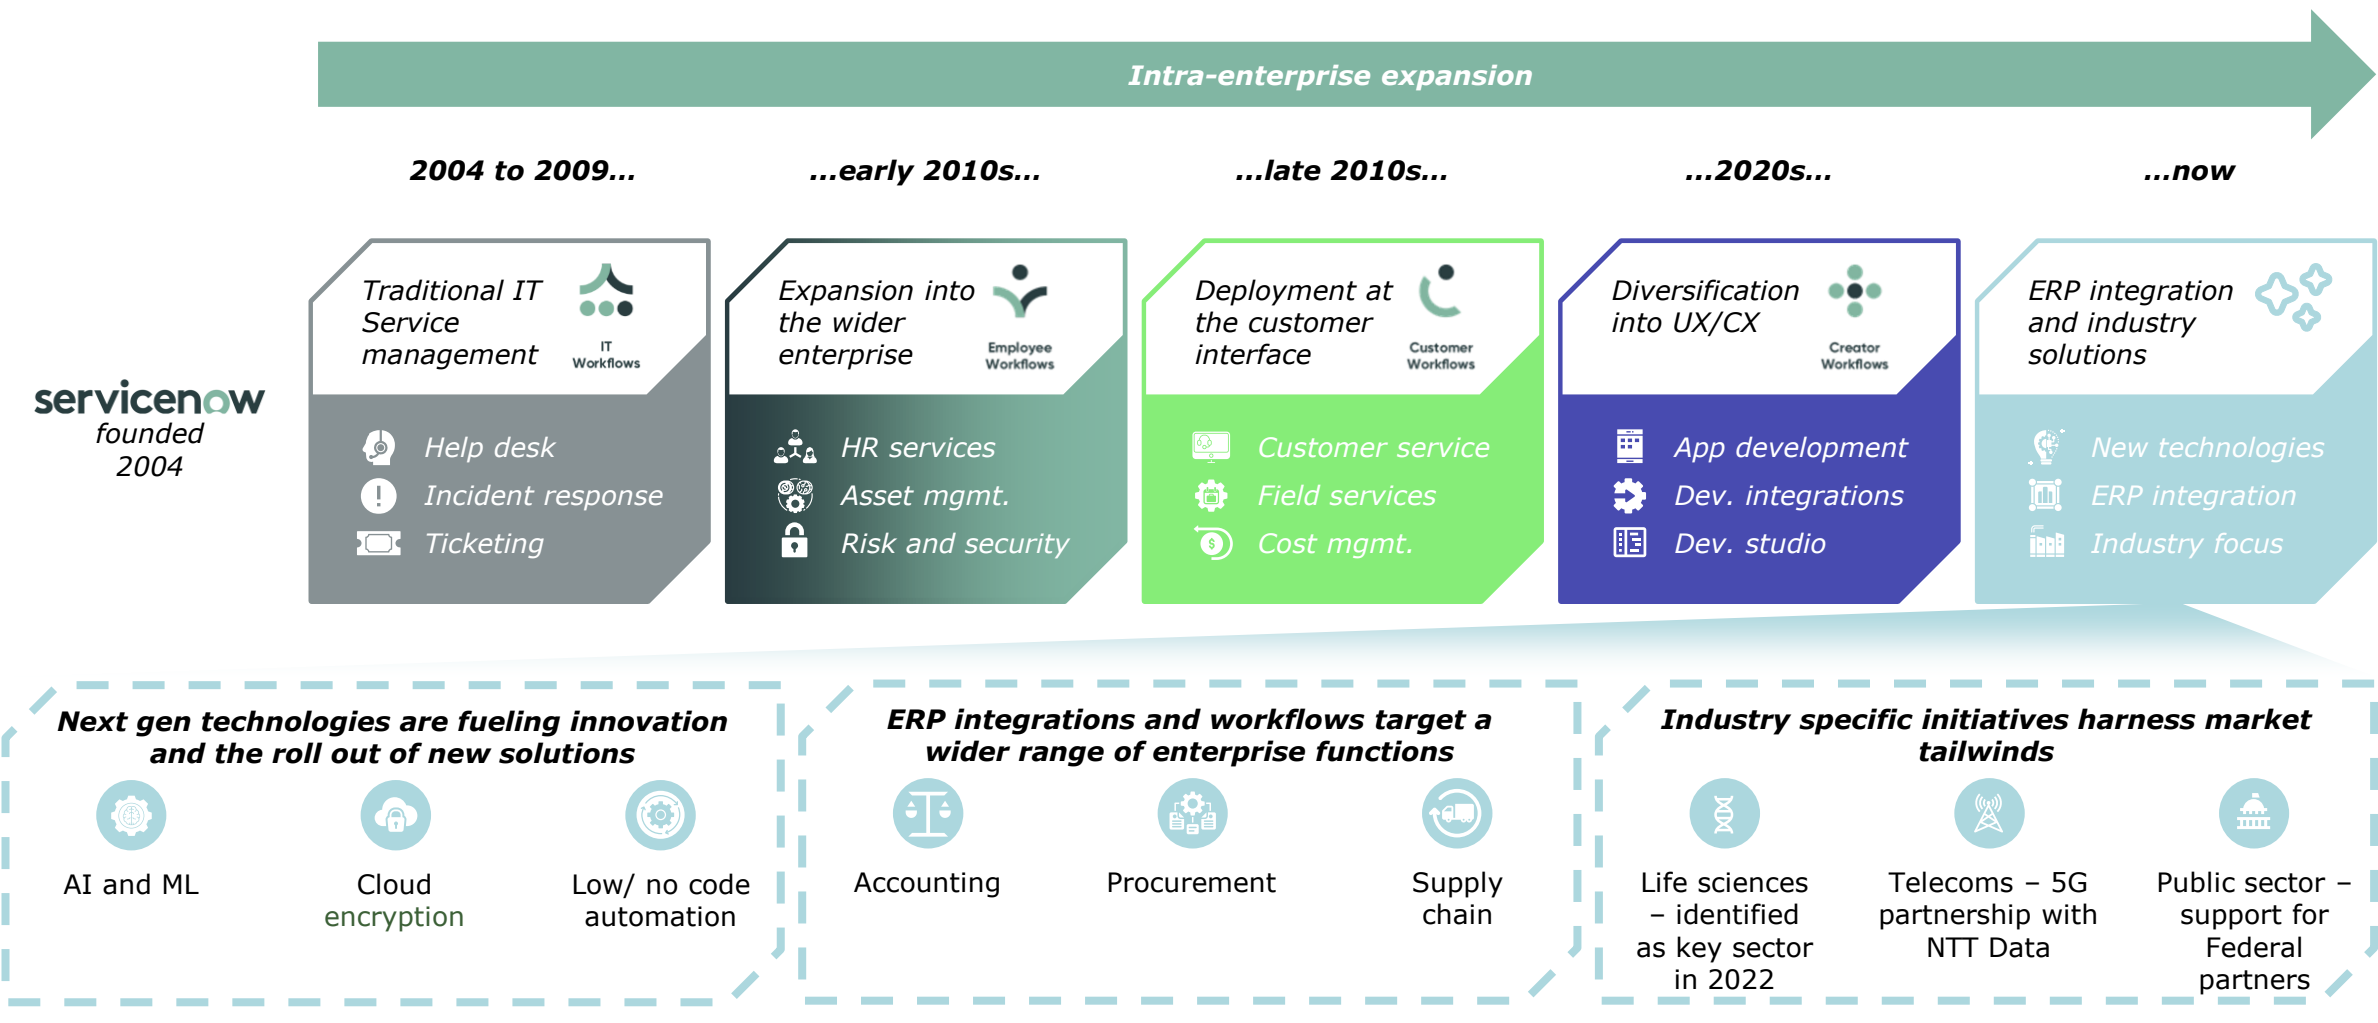 Intra-enterprise expansion
2004 to 2009...
...early 2010s...
...late 2010s...
...2020s...
...now
servicenow
founded
2004
Traditional IT
Service
management
IT
Workflows
Help desk
Incident response
Ticketing
Expansion into
the wider
enterprise
Employee
Workflows
HR services
Asset mgmt.
Risk and security
Deployment at
the customer
interface
Customer
Workflows
Customer service
Field services
Cost mgmt.
Diversification
into UX/CX
Creator
Workflows
App development
Dev. integrations
Dev. studio
ERP integration
and industry
solutions
New technologies
ERP integration
Industry focus
Next gen technologies are fueling innovation
and the roll out of new solutions
AI and ML
Cloud
encryption
Low/ no code
automation
ERP integrations and workflows target a
wider range of enterprise functions
Accounting
Procurement
Supply
chain
Industry specific initiatives harness market
tailwinds
Life sciences
– identified
as key sector
in 2022
Telecoms – 5G
partnership with
NTT Data
Public sector –
support for
Federal
partners